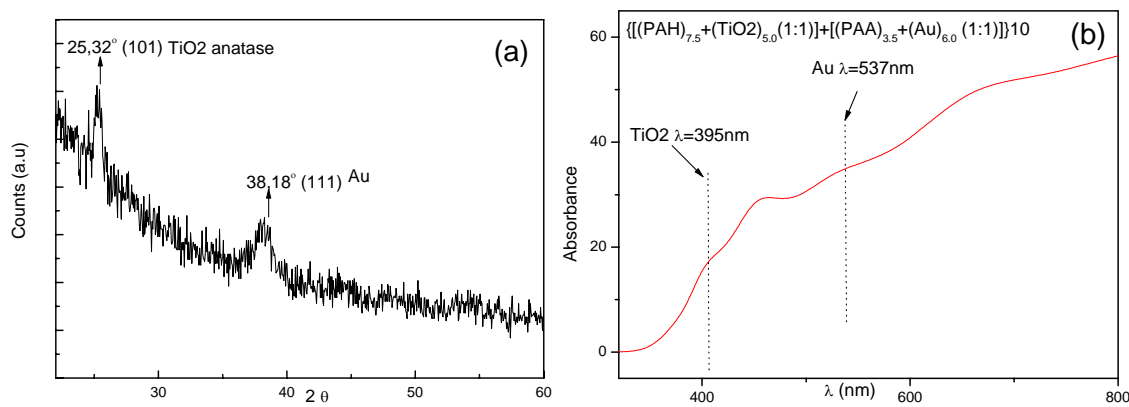 25,32° (101) TiO2 anatase
(a)
38,18° (111) Au
Counts (a.u)
30
40
50
60
2 θ
{[(PAH)7.5+(TiO2)5.0(1:1)]+[(PAA)3.5+(Au)6.0 (1:1)]}10
(b)
Au λ=537nm
TiO2 λ=395nm
Absorbance
60
40
20
0
400
600
800
λ (nm)